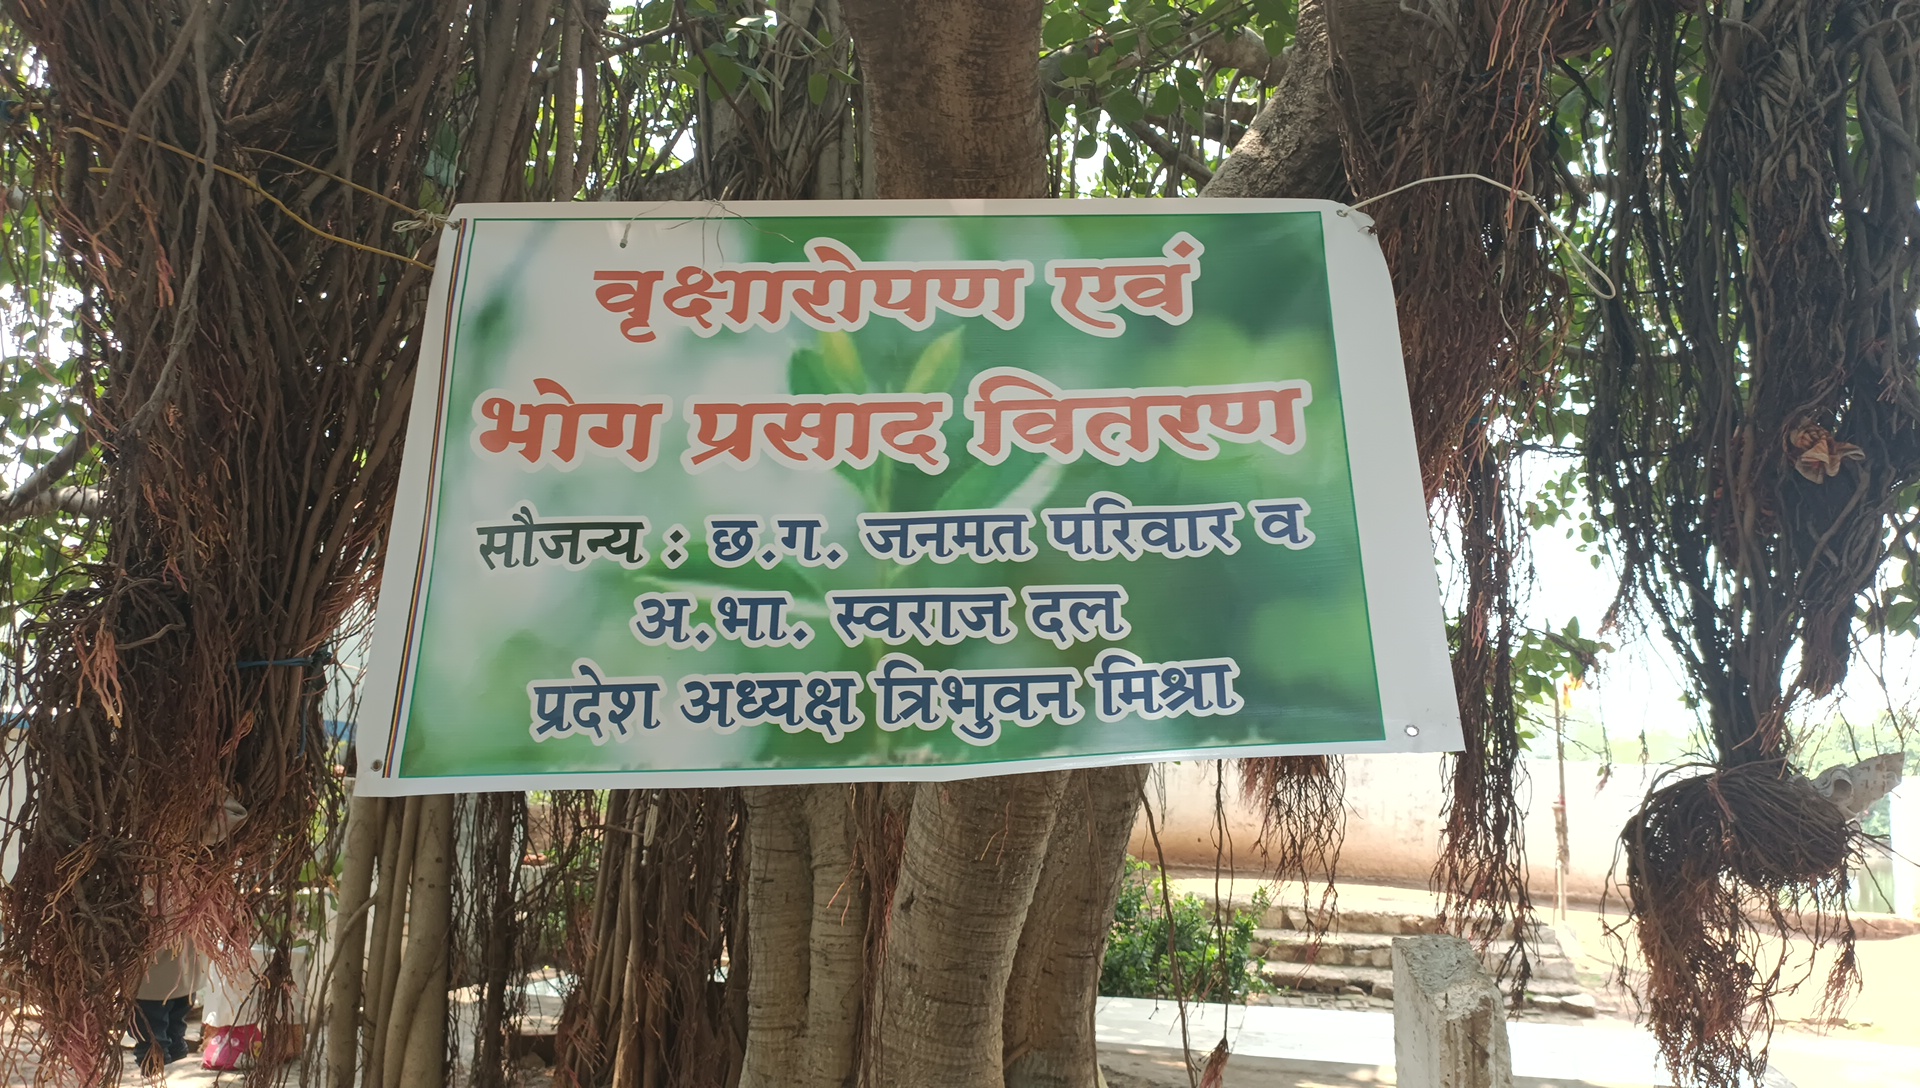 वृक्षारोपण एवं
भोग प्रसाद वितरण
सौजन्य : छ.ग. जनमत परिवार व
अ.भा. स्वराज दल
प्रदेश अध्यक्ष त्रिभुवन मिश्रा